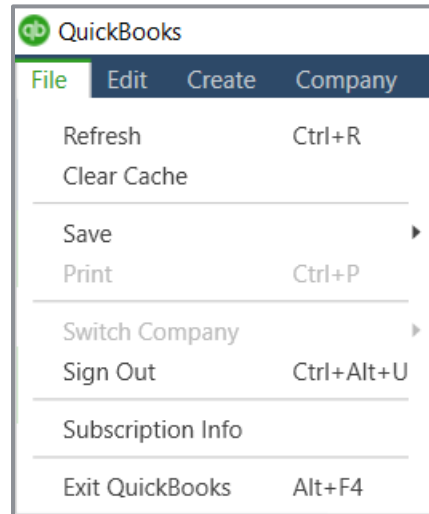 qb QuickBooks
File Edit Create Company
Refresh Ctrl+R
Clear Cache
Save
Print Ctrl+P
Switch Company
Sign Out Ctrl+Alt+U
Subscription Info
Exit QuickBooks Alt+F4